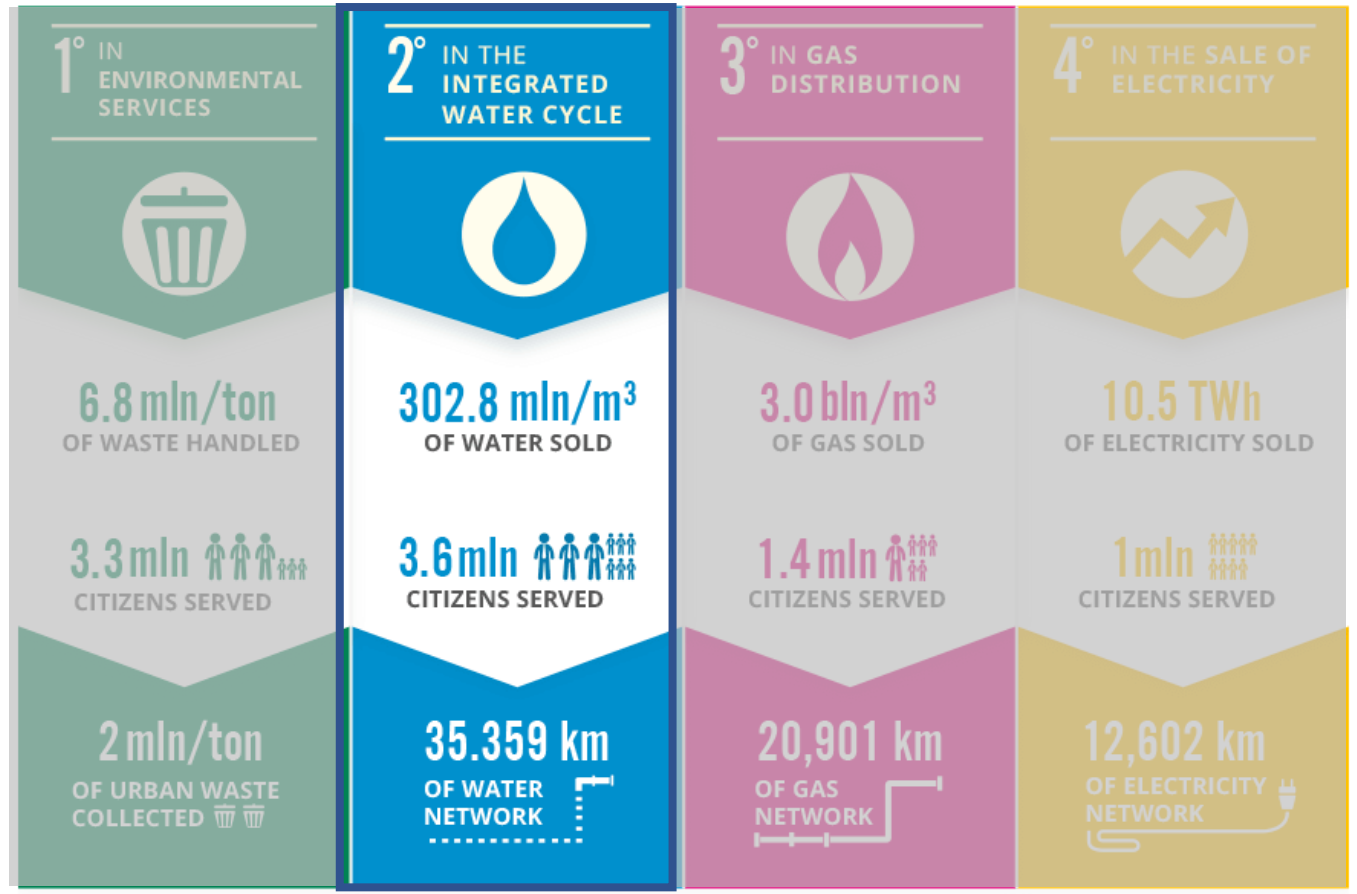 1° IN
ENVIRONMENTAL
SERVICES
6.8 mln/ton
OF WASTE HANDLED
3.3 mln
CITIZENS SERVED
2 mln/ton
OF URBAN WASTE
COLLECTED
2° IN THE
INTEGRATED
WATER CYCLE
302.8 mln/m³
OF WATER SOLD
3.6 mln
CITIZENS SERVED
35.359 km
OF WATER
NETWORK
3° IN GAS
DISTRIBUTION
3.0 bln/m³
OF GAS SOLD
1.4 mln
CITIZENS SERVED
20,901 km
OF GAS
NETWORK
4° IN THE SALE OF
ELECTRICITY
10.5 TWh
OF ELECTRICITY SOLD
1 mln
CITIZENS SERVED
12,602 km
OF ELECTRICITY
NETWORK